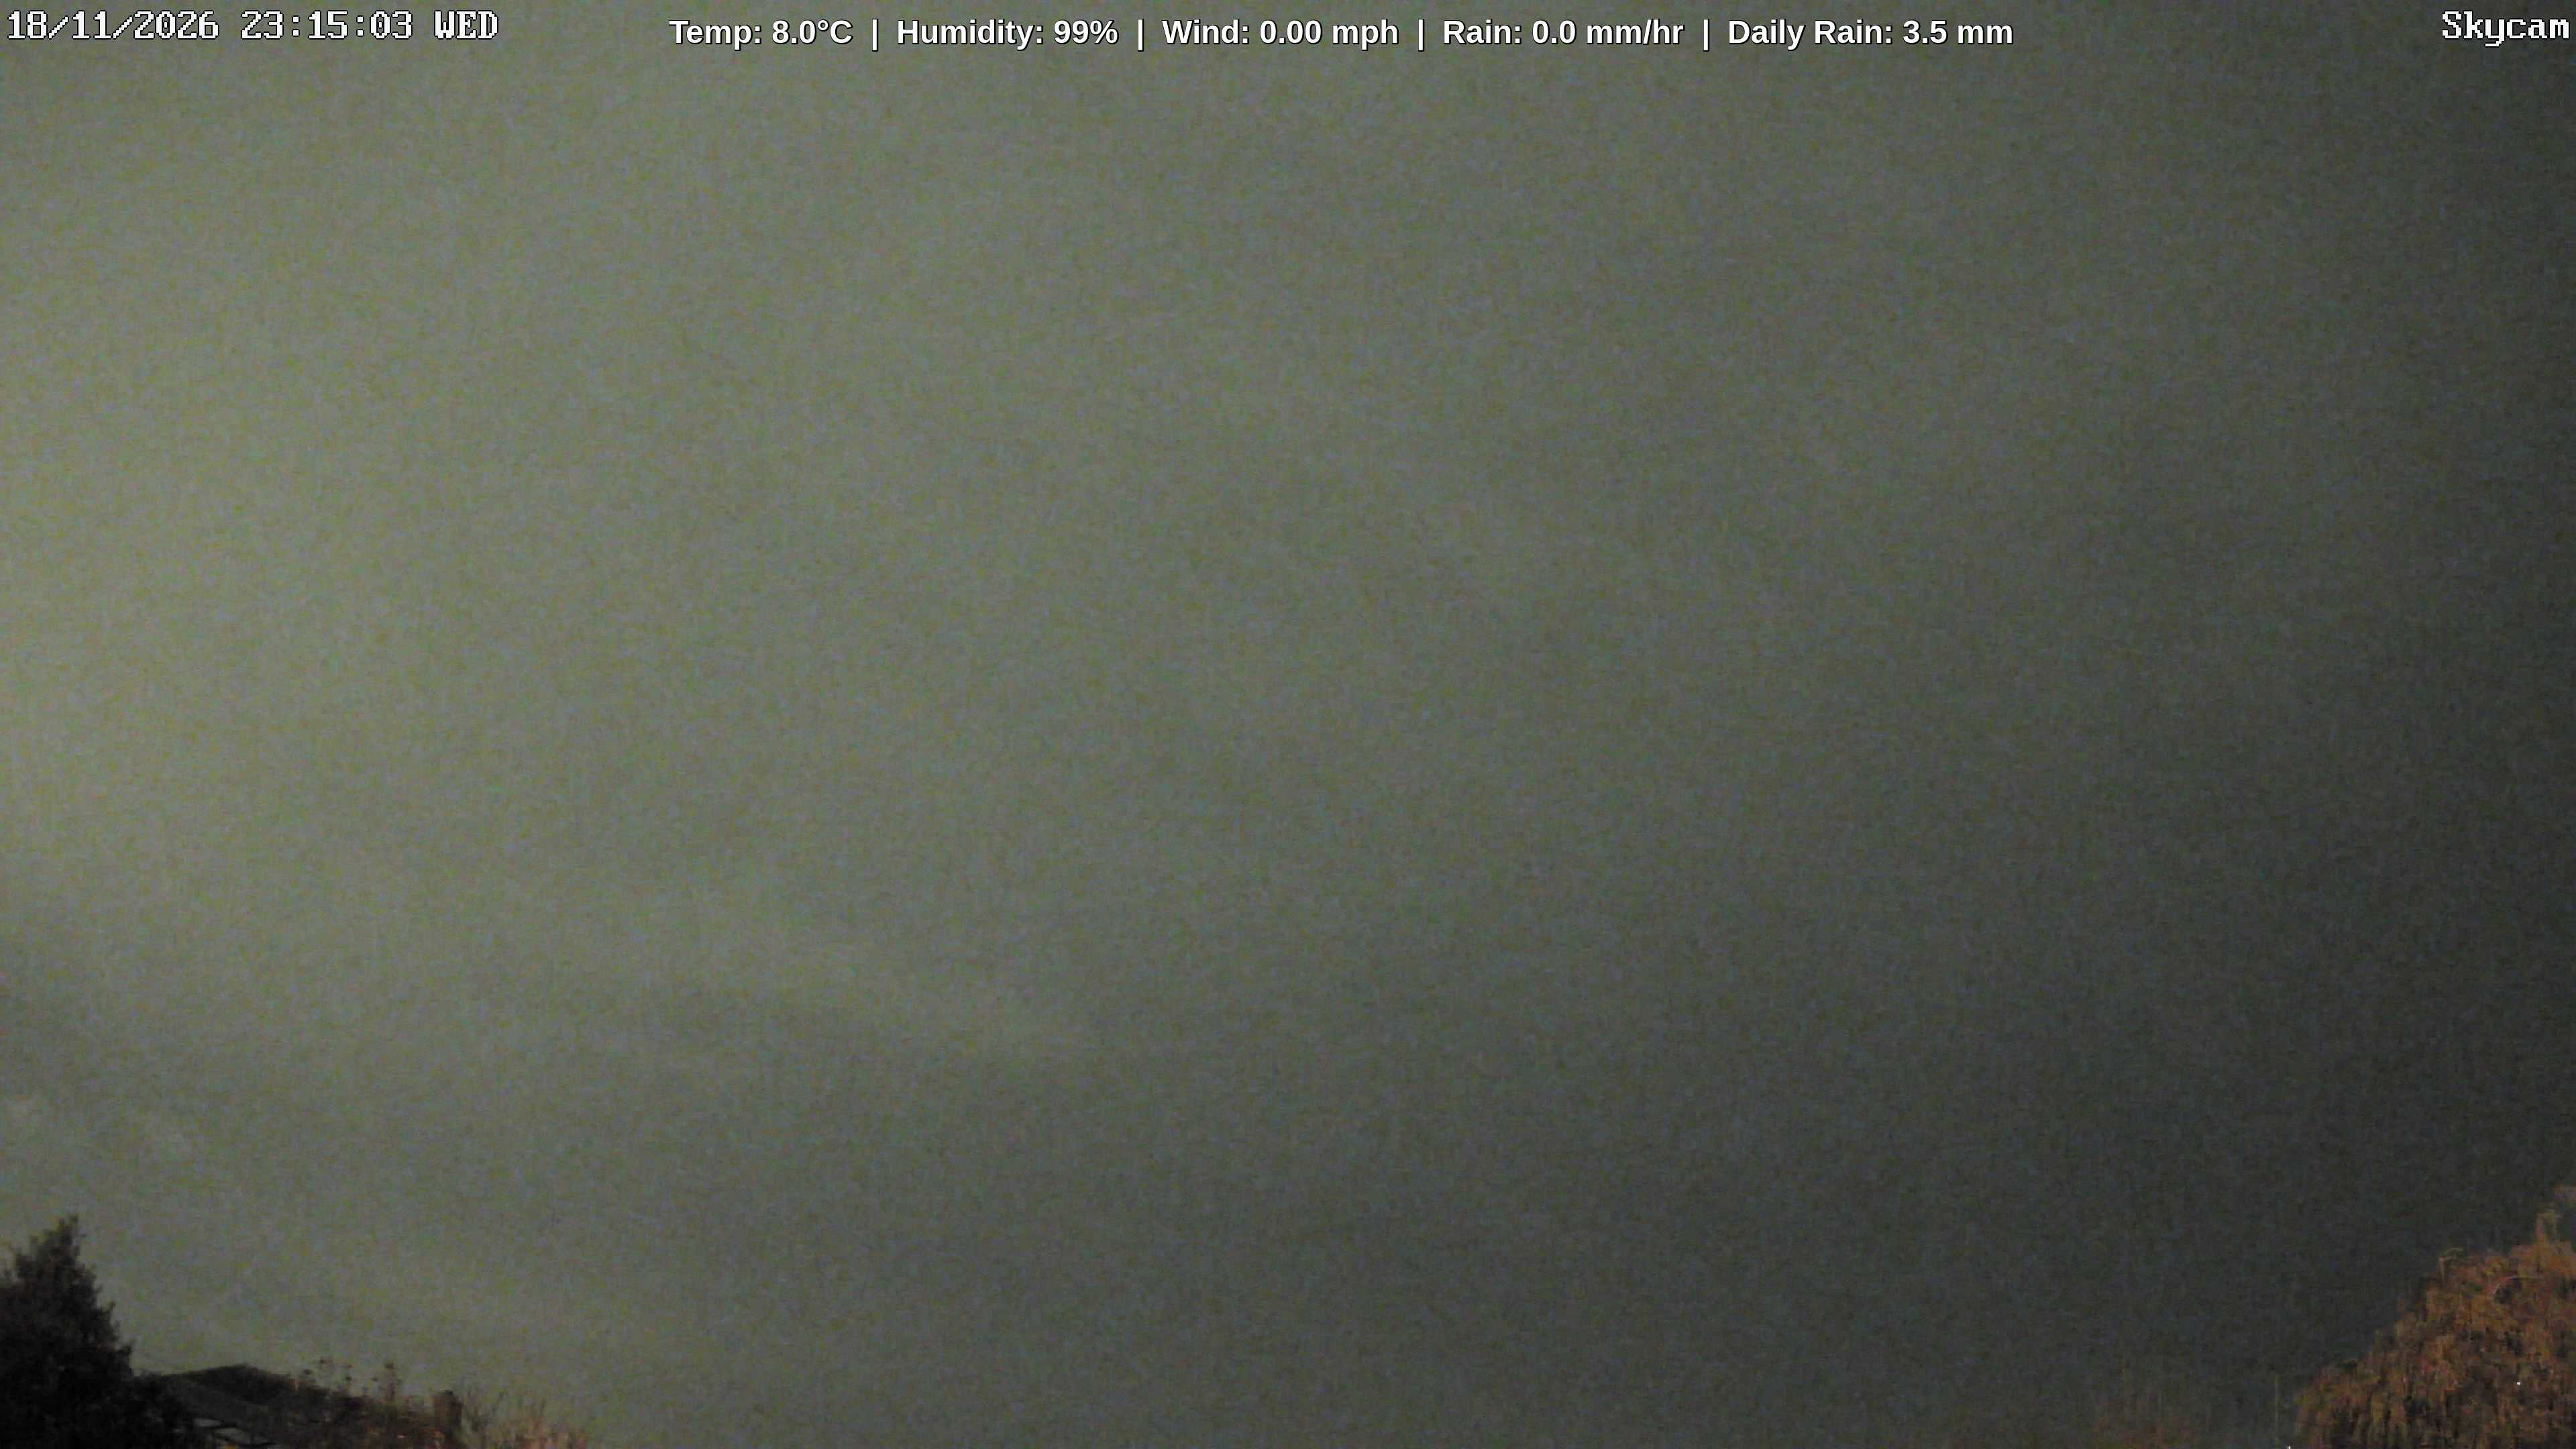 18/11/2026 23:15:03 WED
Temp: 8.0°C | Humidity: 99% | Wind: 0.00 mph | Rain: 0.0 mm/hr | Daily Rain: 3.5 mm
Skycam